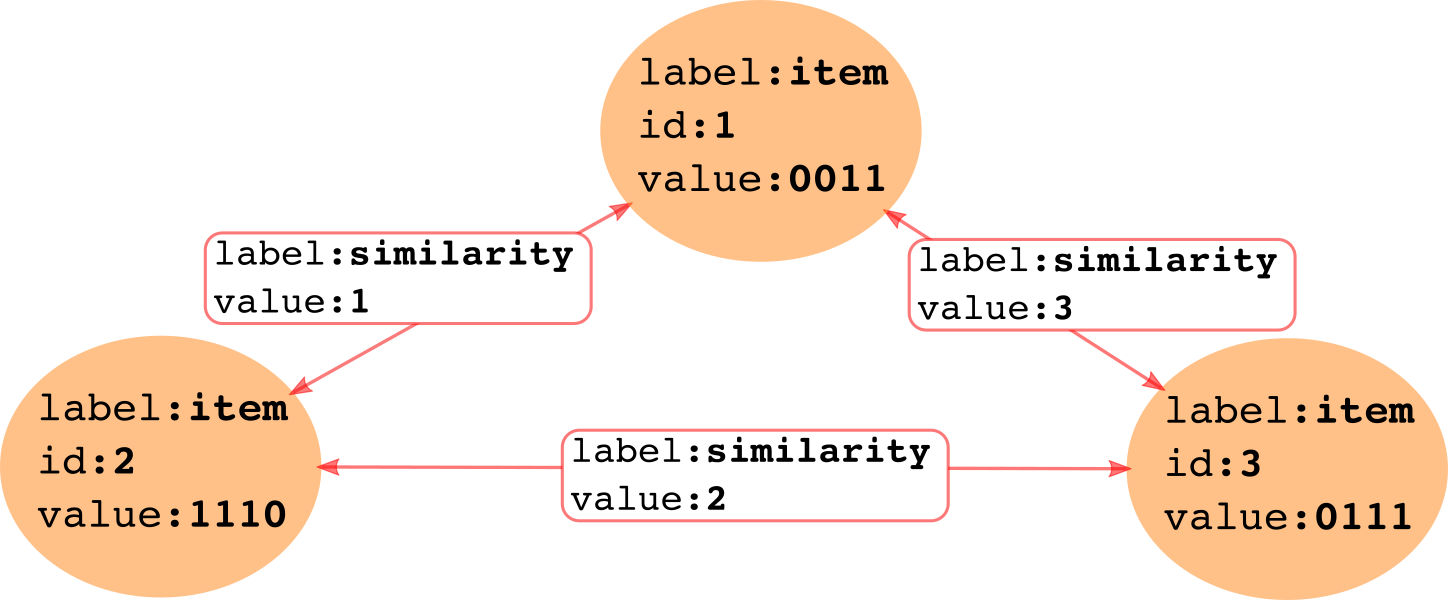 label:item
id:1
value:0011
label:similarity
value:1
label:similarity
value:3
label:item
id:2
value:1110
label:similarity
value:2
label:item
id:3
value:0111